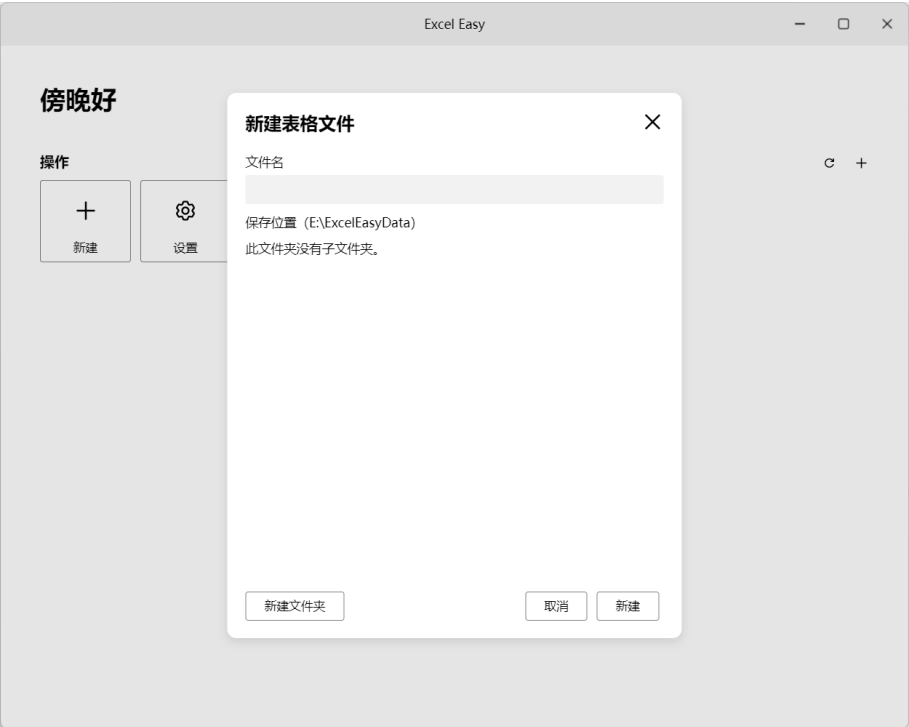 Excel Easy
傍晚好
操作
新建
设置
新建表格文件
文件名
保存位置（E:\ExcelEasyData）
此文件夹没有子文件夹。
新建文件夹
取消
新建